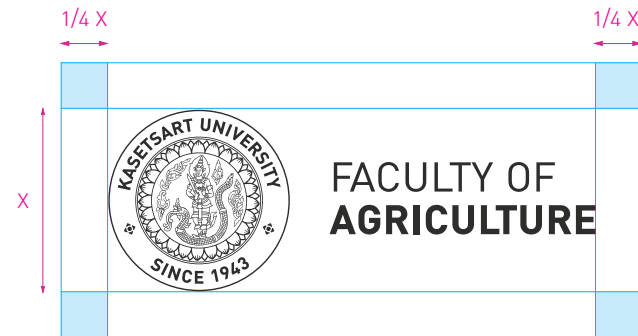 1/4 X
1/4 X
X
KASETSART UNIVERSITY
SINCE 1943
FACULTY OF
AGRICULTURE